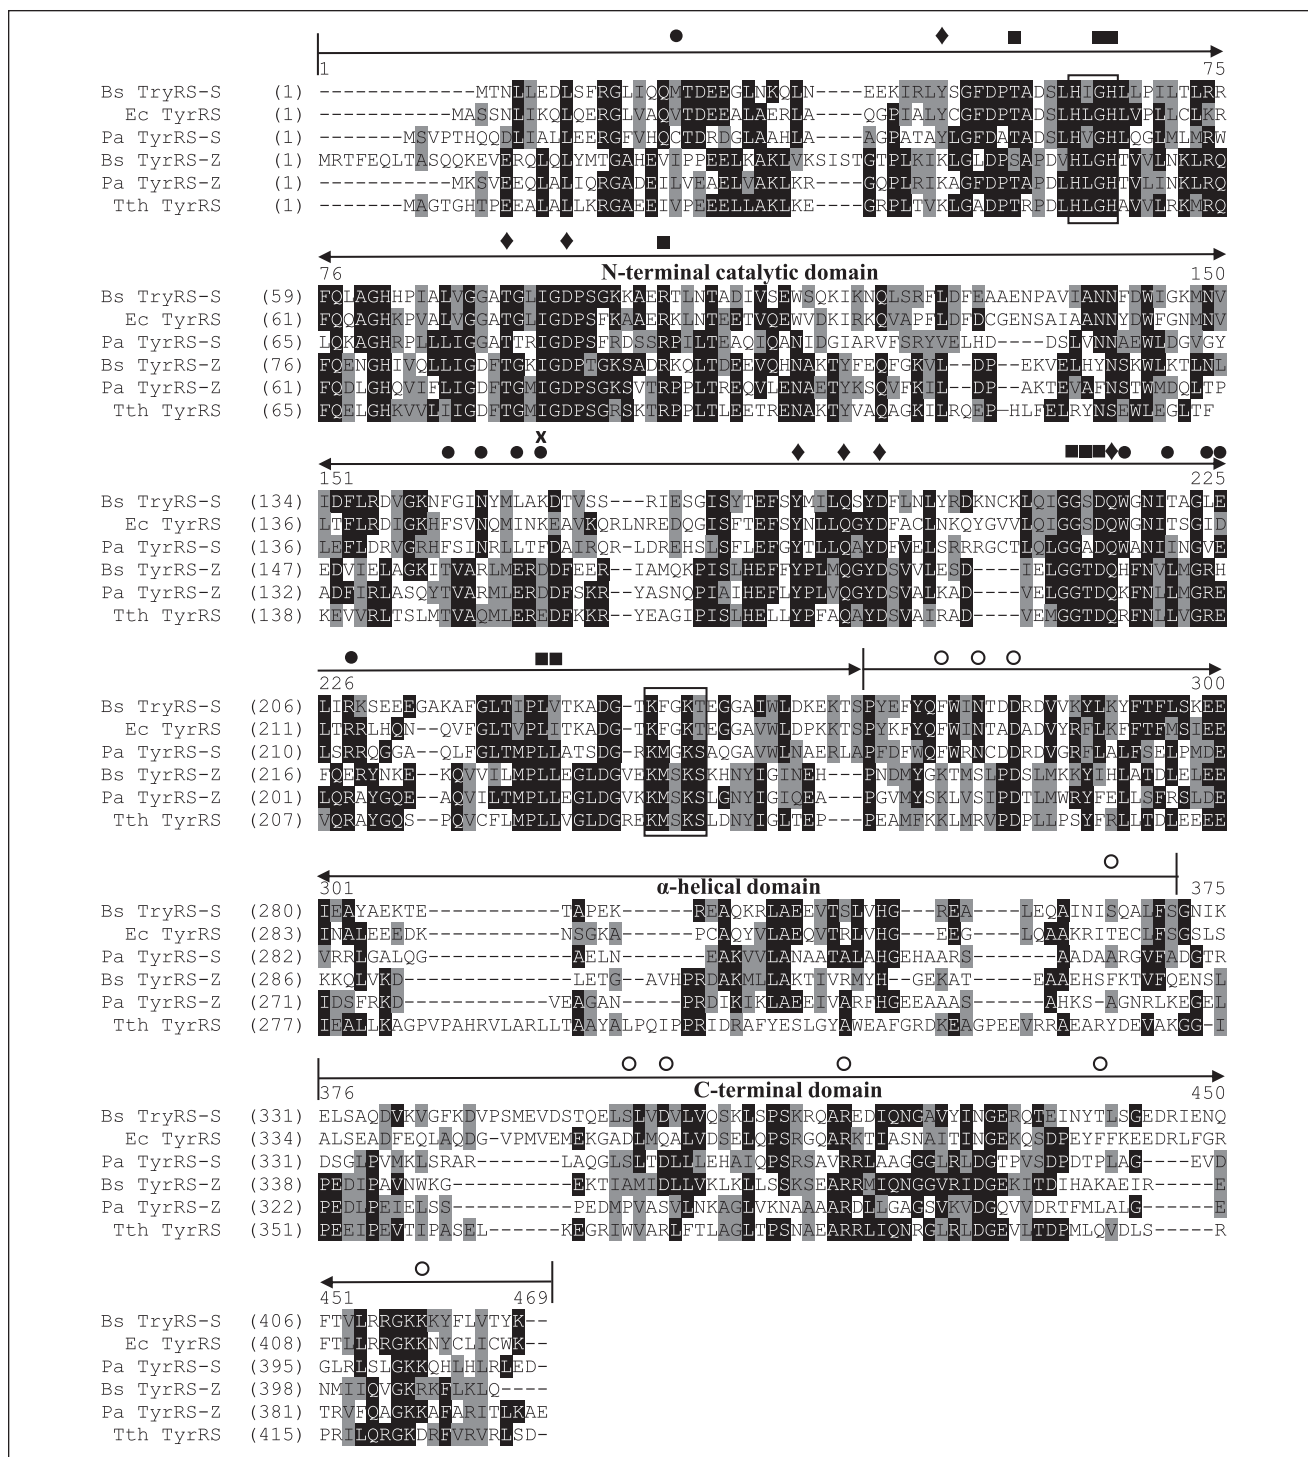 1 75
Bs TryRS-S (1) -------------MTNLLEDLSFRGLIQQMTDEEGLNKQLN----EEKIRLYSGFDPTADSLHIGHLLPILTLRR
Ec TyrRS (1) -----------MASSNLIKQLQERGLVAQVTDEEALAERLA----QGPIALYCGFDPTADSLHLGHLVPLLCLKR
Pa TyrRS-S (1) -------MSVPTHQQDLIALLEERGFVHQCTDRDGLAAHLA----AGPATAYLGFDATADSLHVGHLQGLMLMRW
Bs TyrRS-Z (1) MRTFEQLTASQQKEVERQLQLYMTGAHEVIPPEELKAKLVKSISTGTPLKIKLGLDPSAPDVHLGHTVVLNKLRQ
Pa TyrRS-Z (1) -----------MKSVEEQLALIQRGADEILVEAELVAKLKR----GQPLRIKAGFDPTAPDLHLGHTVLINKLRQ
Tth TyrRS (1) -------MAGTGHTPEEALALLKRGAEEIVPEEELLAKLKE----GRPLTVKLGADPTRPDLHLGHAVVLRKMRQ
N-terminal catalytic domain
76 150
Bs TryRS-S (59) FQLAGHHPIALVGGATGLIGDPSGKKAERTLNTADIVSEWSQKIKNQLSRFLDFEAAENPAVIANNFDWIGKMNV
Ec TyrRS (61) FQQAGHKPVALVGGATGLIGDPSFKAAERKLNTEETVQEWVDKIRKQVAPFLDFDCGENSAIAANNYDWFGNMNV
Pa TyrRS-S (65) LQKAGHRPLLLIGGATTRIGDPSFRDSSRPILTEAQIQANIDGIARVFSRYVELHD----DSLVNNAEWLDGVGY
Bs TyrRS-Z (76) FQENGHIVQLLIGDFTGKIGDPTGKSADRKQLTDEEVQHNAKTYFEQFGKVL--DP--EKVELHYNSKWLKTLNL
Pa TyrRS-Z (61) FQDLGHQVIFLIGDFTGMIGDPSGKSVTRPPLTREQVLENAETYKSQVFKIL--DP--AKTEVAFNSTWMDQLTP
Tth TyrRS (65) FQELGHKVVLIIGDFTGMIGDPSGRSKTRPPLTLEETRENAKTYVAQAGKILRQEP-HLFELRYNSEWLEGLTF
x
151 225
Bs TryRS-S (134) IDFLRDVGKNFGINYMLAKDTVSS---RIESGISYTEFSYMILQSYDFLNLYRDKNCKLQIGGSDQWGNITAGLE
Ec TyrRS (136) LTFLRDIGKHFSVNQMINKEAVKQRLNREDQGISFTEFSYNLLQGYDFACLNKQYGVVLQIGGSDQWGNITSGID
Pa TyrRS-S (136) LEFLDRVGRHFSINRLLTFDAIRQR-LDREHSLSFLEFGYTLLQAYDFVELSRRRGCTLQLGGADQWANIINGVE
Bs TyrRS-Z (147) EDVIELAGKITVARLMERDDFEER---IAMQKPISLHEFFYPLMQGYDSVVLESD----IELGGTDQHFNVLMGRH
Pa TyrRS-Z (132) ADFIRLASQYTVARMLERDDFSKR---YASNQPIAIHEFLYPLVQGYDSVALKAD----VELGGTDQKFNLLMGRE
Tth TyrRS (138) KEVVRLTSLMTVAQMLEREDFKKR---YEAGIPISLHELLYPFAQAYDSVAIRAD----VEMGGTDQRFNLLVGRE
226 300
Bs TryRS-S (206) LIRKSEEEGAKAFGLTIPLVTKADG-TKFGKTEGGAIWLDKEKTSPYEFYQFWINTDDRDVVKYLKYFTFLSKEE
Ec TyrRS (211) LTRRLHQN--QVFGLTVPLITKADG-TKFGKTEGGAVWLDPKKTSPYKFYQFWINTADADVYRFLKFFTFMSIEE
Pa TyrRS-S (210) LSRRQGGA--QLFGLTMPLLATSDG-RKMGKSAQGAVWLNAERLAPFDFWQFWRNCDDRDVGRFLALFSELPMDE
Bs TyrRS-Z (216) FQERYNKE--KQVVILMPLLEGLDGVEKMSKSKHNYIGINEH---PNDMYGKTMSLPDSLMKKYIHLATDLELEE
Pa TyrRS-Z (201) LQRAYGQE--AQVILTMPLLEGLDGVKKMSKSLGNYIGIQEA---PGVMYSKLVSIPDTLMWRYFELLSFRSLDE
Tth TyrRS (207) VQRAYGQS--PQVCFLMPLLVGLDGREKMSKSLDNYIGLTEP---PEAMFKKLMRVPDPLLPSYFRLLTDLEEEE
α-helical domain
301 375
Bs TryRS-S (280) IEAYAEKTE-----------TAPEK------REAQKRLAEEVTSLVHG---REA---LEQAINISQALFSGNIK
Ec TyrRS (283) INALEEEDK-----------NSGKA------PCAQYVLAEQVTRLVHG---EEG---LQAAKRITECLFSGSLS
Pa TyrRS-S (282) VRRLGALQG------------AELN-------EAKVVLANAATALAHGEHAARS------AADAARGVFADGTR
Bs TyrRS-Z (286) KKQLVKD--------------LETG--AVHPRDAKMLLAKTIVRMYH--GEKAT------EAAEHSFKTVFQENSL
Pa TyrRS-Z (271) IDSFRKD------------VEAGAN-----PRDIKIKLAEEIVARFHGEEAAAS------AHKS-AGNRLKEGEL
Tth TyrRS (277) IEALLKAGPVPAHRVLARLLTAAYALPQIPPRIDRAFYESLGYAWEAFGRDKEAGPEEVRRAEARYDEVAKGG-I
C-terminal domain
376 450
Bs TryRS-S (331) ELSAQDVKVGFKDVPSMEVDSTQELSLVDVLVQSKLSPSKRQAREDIQNGAVYINGERQTEINYTLSGEDRIENQ
Ec TyrRS (334) ALSEADFEQLAQDG-VPMVEMEKGADLMQALVDSELQPSRGQARKTIASNAITINGEKQSDPEYFFKEEDRLFGR
Pa TyrRS-S (331) DSGLPVMKLSRAR-------LAQGLSLTDLLLEHAIQPSRSAVRRLAAGGGLRLDGTPVSDPDTPLAG----EVD
Bs TyrRS-Z (338) PEDIPAVNWKG---------EKTIAMIDLLVKLKLLSSKSEARRMIQNGGVRIDGEKITDIHAKAEIR------E
Pa TyrRS-Z (322) PEDLPEIELSS---------PEDMPVASVLNKAGLVKNAAAARDLLGAGSVKVDGQVVDRTFMLALG-------E
Tth TyrRS (351) PEEIPEVTIPASEL------KEGRIWVARLFTLAGLTPSNAEARRLIQNRGLRLDGEVLTDPMLQVDLS-----R
451 469
Bs TryRS-S (406) FTVLRRGKKKYFLVTYK--
Ec TyrRS (408) FTLLRRGKKNYCLICWK--
Pa TyrRS-S (395) GLRLSLGKKQHLHLRLED-
Bs TyrRS-Z (398) NMIIQVGKRKFLKLQ----
Pa TyrRS-Z (381) TRVFQAGKKAFARITLKAE
Tth TyrRS (415) PRILQRGKDRFVRVRLSD-